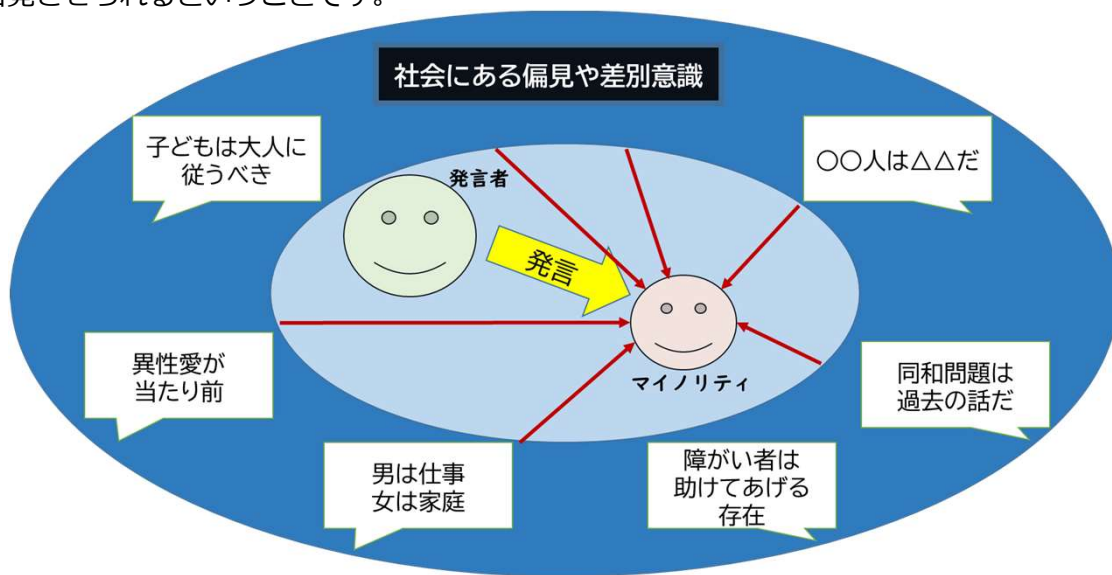 社会にある偏見や差別意識
子どもは大人に
従うべき
発言者
〇〇人は△△だ
発言
マイノリティ
異性愛が
当たり前
同和問題は
過去の話だ
男は仕事
女は家庭
障がい者は
助けてあげる
存在